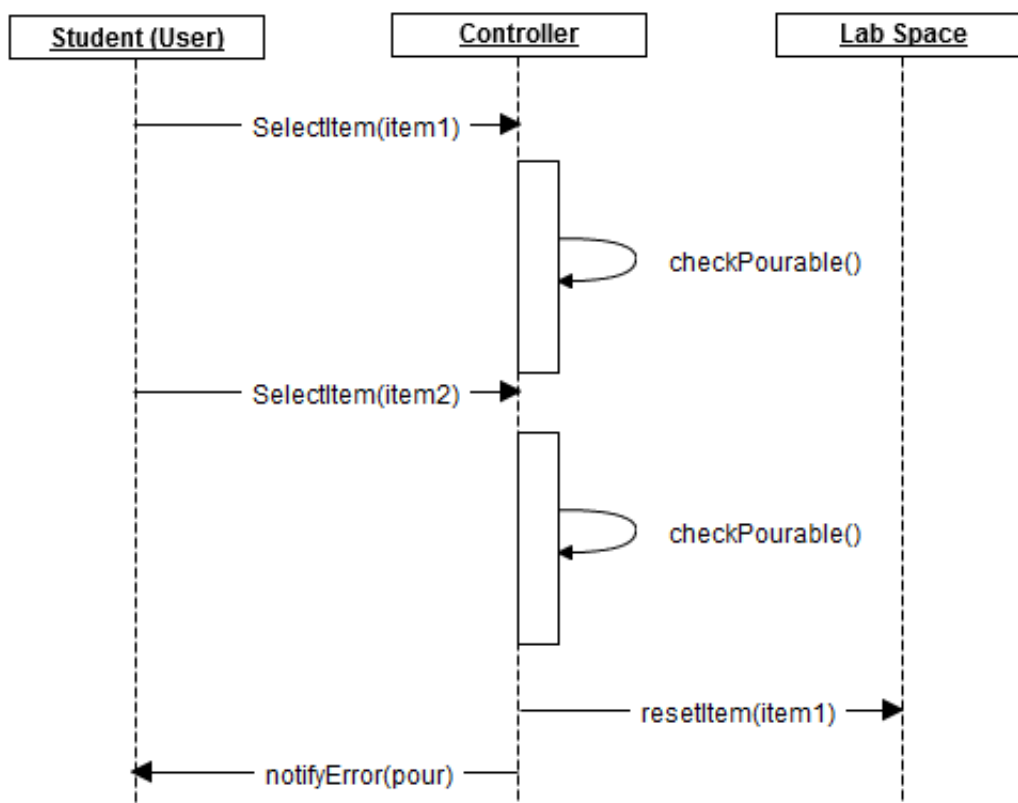 Student (User)
Controller
Lab Space
SelectItem(item1)
checkPourable()
SelectItem(item2)
checkPourable()
resetItem(item1)
notifyError(pour)